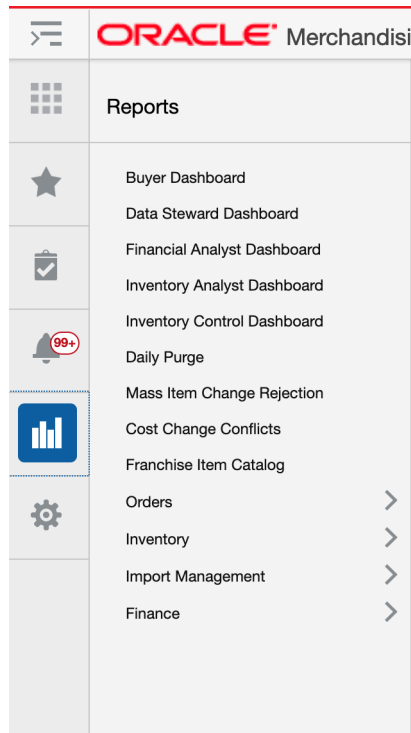 ORACLE Merchandisi
Reports
Buyer Dashboard
Data Steward Dashboard
Financial Analyst Dashboard
Inventory Analyst Dashboard
Inventory Control Dashboard
99+
Daily Purge
Mass Item Change Rejection
Cost Change Conflicts
Franchise Item Catalog
Orders
Inventory
Import Management
Finance